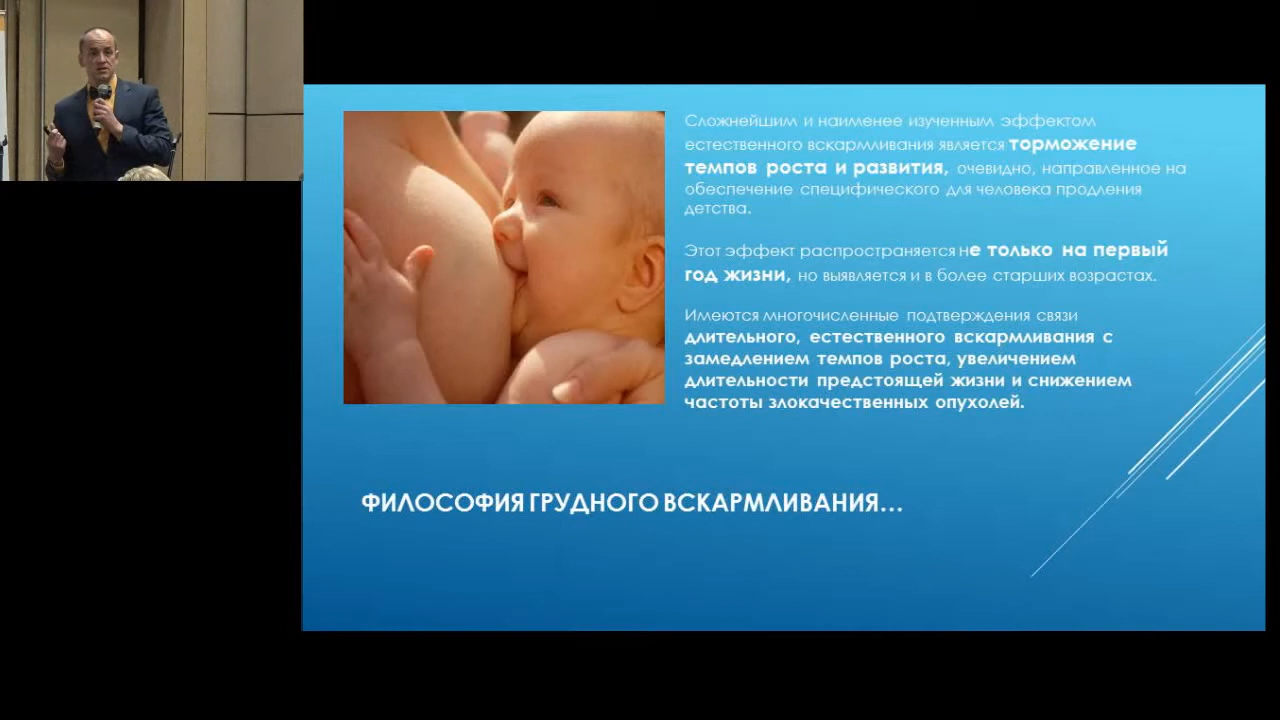 Сложнейшим и наименее изученным эффектом
естественного вскармливания является торможение
темпов роста и развития, очевидно, направленное на
обеспечение специфического для человека продления
детства.
Этот эффект распространяется не только на первый
год жизни, но выявляется и в более старших возрастах.
Имеются многочисленные подтверждения связи
длительного, естественного вскармливания с
замедлением темпов роста, увеличением
длительности предстоящей жизни и снижением
частоты злокачественных опухолей.
ФИЛОСОФИЯ ГРУДНОГО ВСКАРМЛИВАНИЯ...